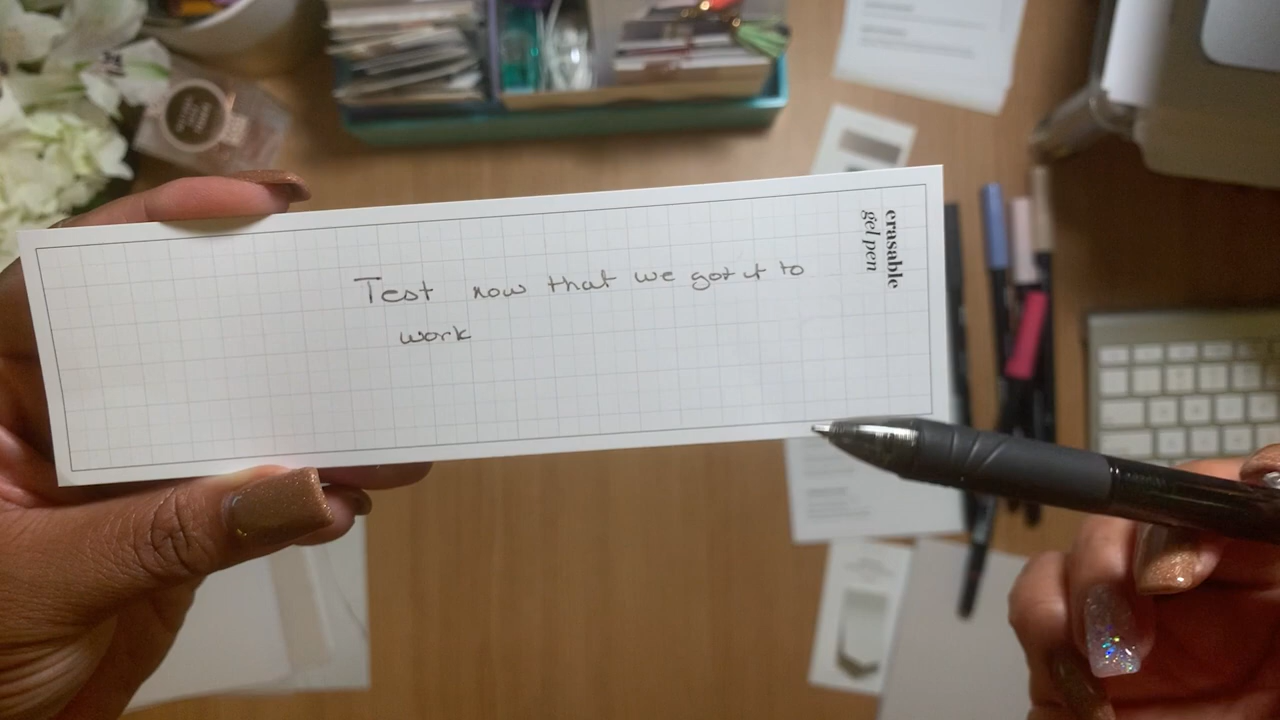 Test now that we got it to
work
erasable
gel pen